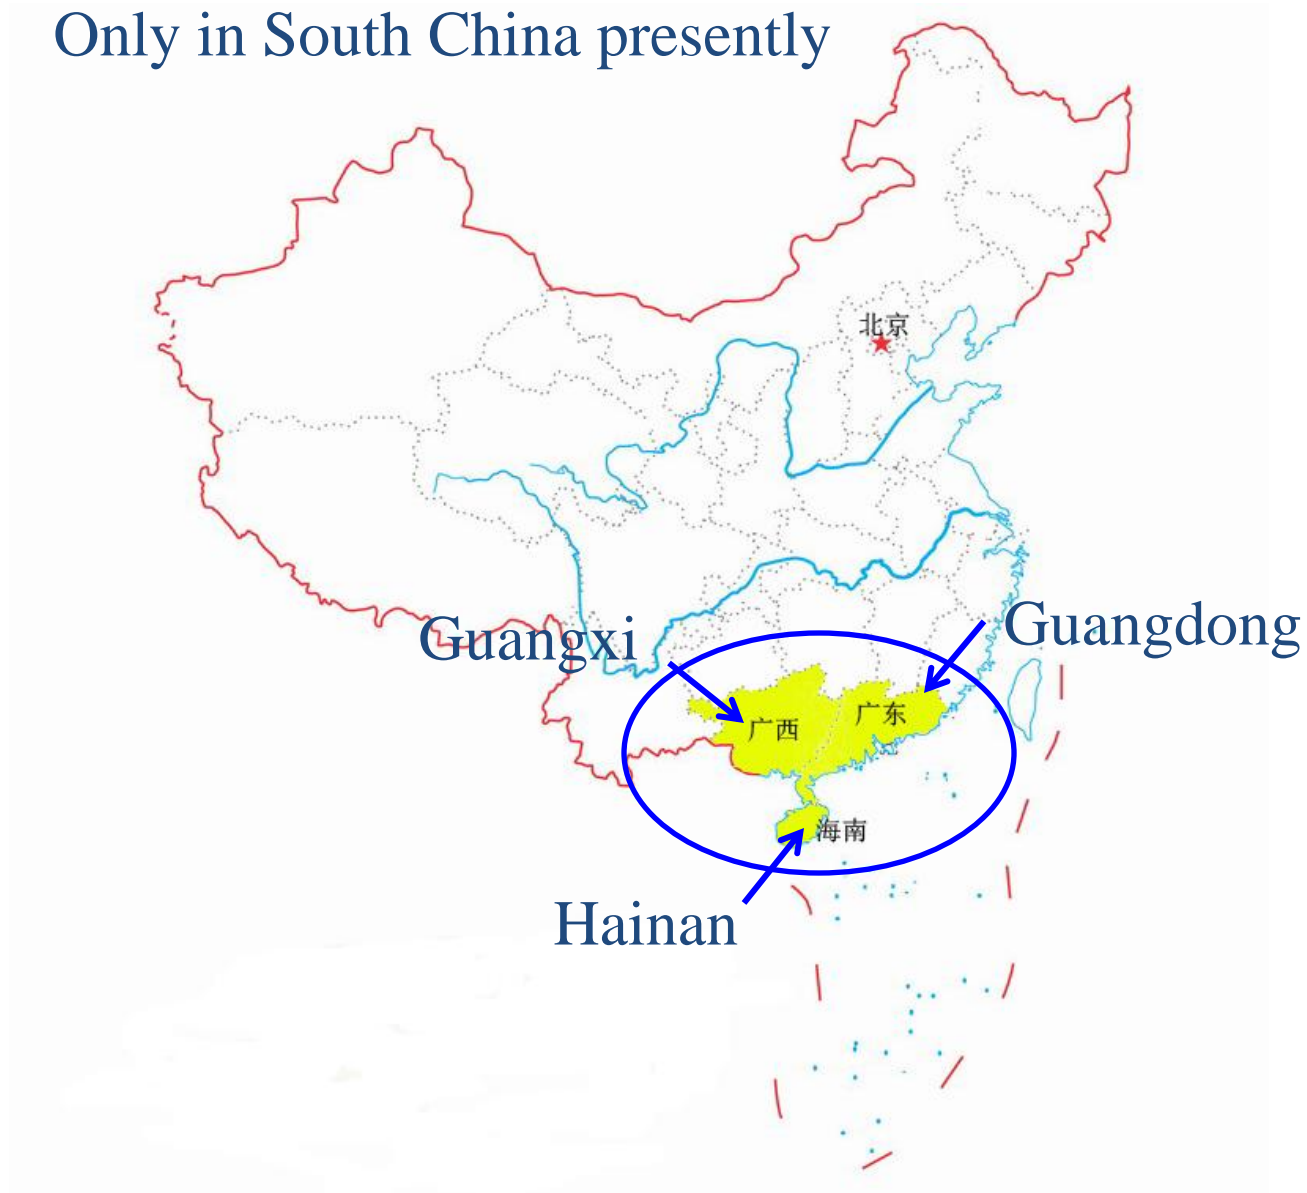 Only in South China presently
北京
Guangxi
Guangdong
广西
广东
海南
Hainan